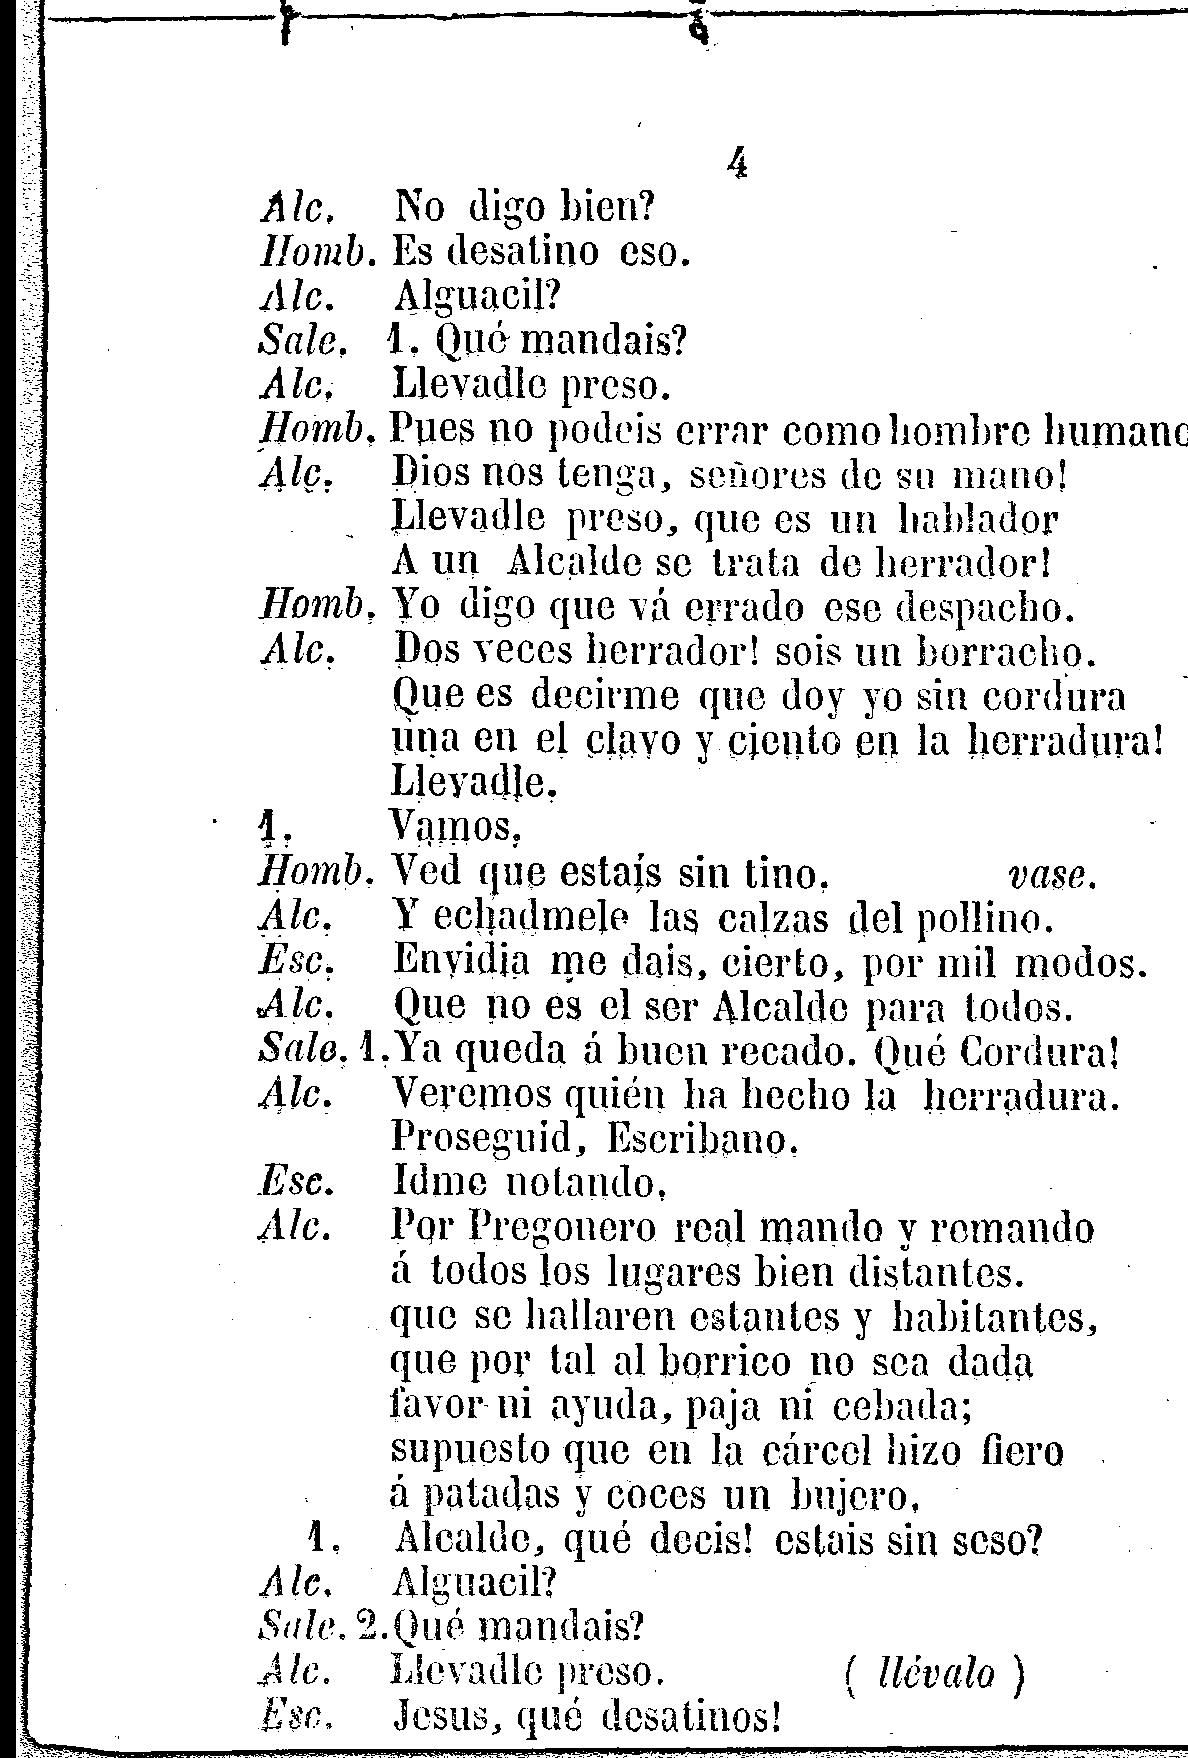 4
Alc. No digo bien?
Homb. Es desatino eso.
Alc. Alguacil?
Sale. 1. Qué mandais?
Alc. Llevadle preso.
Homb. Pues no podeis errar como hombre humano
Alc. Dios nos tenga, señores de su mano!
Llevadle preso, que es un hablador
A un Alcalde se trata de herrador!
Homb. Yo digo que vá errado ese despacho.
Alc. Dos veces herrador! sois un borracho.
Que es decirme que doy yo sin cordura
una en el clavo y ciento en la herradura!
Llevadle.
1. Vamos.
Homb. Ved que estaís sin tino. vase.
Alc. Y echadmele las calzas del pollino.
Esc. Envidia me dais, cierto, por mil modos.
Alc. Que no es el ser Alcalde para todos.
Sale. 1. Ya queda á buen recado. Qué Cordura!
Alc. Veremos quién ha hecho la herradura.
Proseguid, Escribano.
Esc. Idme notando.
Alc. Por Pregonero real mando y remando
á todos los lugares bien distantes.
que se hallaren estantes y habitantes,
que por tal al borrico no sea dada
favor ni ayuda, paja ni cebada;
supuesto que en la cárcel hizo fiero
á patadas y coces un bujero.
1. Alcalde, qué decis! estais sin seso?
Alc. Alguacil?
Sale. 2. Qué mandais?
Alc. Llevadle preso. ( llévalo )
Esc. Jesus, qué desatinos!